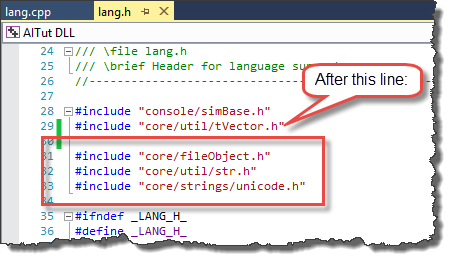 lang.cpp lang.h
AITut DLL
24 /// \file lang.h
25 /// \brief Header for language
26 //
After this line:
27
28 #include "console/simBase.h"
29 #include "core/util/tVector.h"
30
31 #include "core/fileObject.h"
32 #include "core/util/str.h"
33 #include "core/strings/unicode.h"
35 #ifndef _LANG_H_
36 #define _LANG_H_